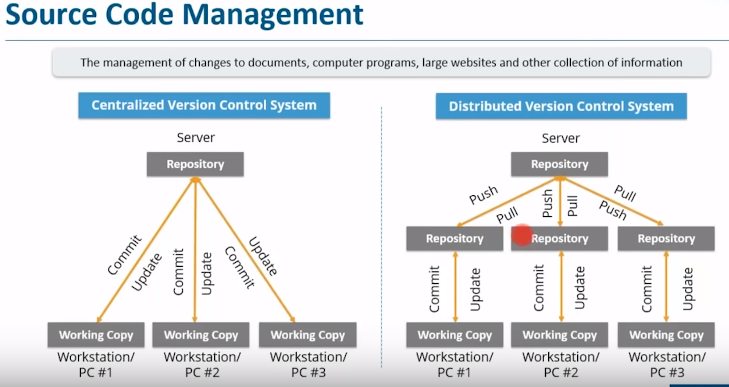 Source Code Management
The management of changes to documents, computer programs, large websites and other collection of information
Centralized Version Control System
Server
Repository
Commit
Update
Commit
Update
Update
Commit
Working Copy
Working Copy
Working Copy
Workstation/
PC #1
Workstation/
PC #2
Workstation/
PC #3
Distributed Version Control System
Server
Repository
Push
Pull
Push
Pull
Pull
Push
Repository
Repository
Repository
Commit
Update
Commit
Update
Commit
Update
Working Copy
Working Copy
Working Copy
Workstation/
PC #1
Workstation/
PC #2
Workstation/
PC #3